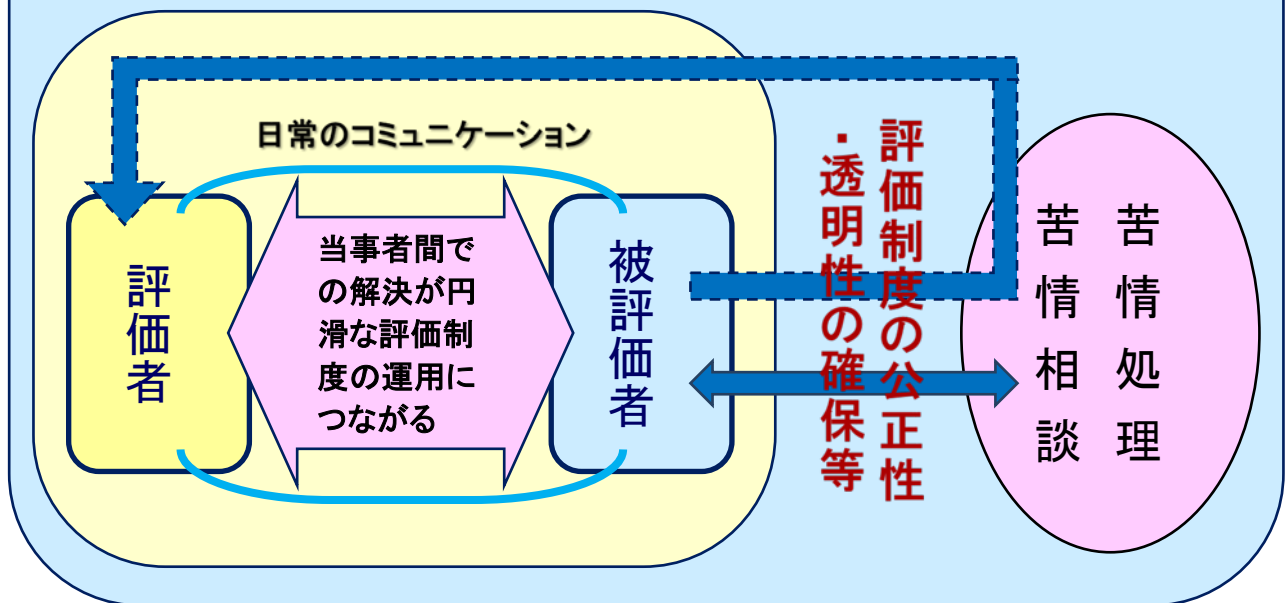 日常のコミュニケーション
評価者
当事者間で
の解決が円
滑な評価制
度の運用に
つながる
被評価者
評価制度の公正性
・透明性の確保等
苦情処理
苦情相談